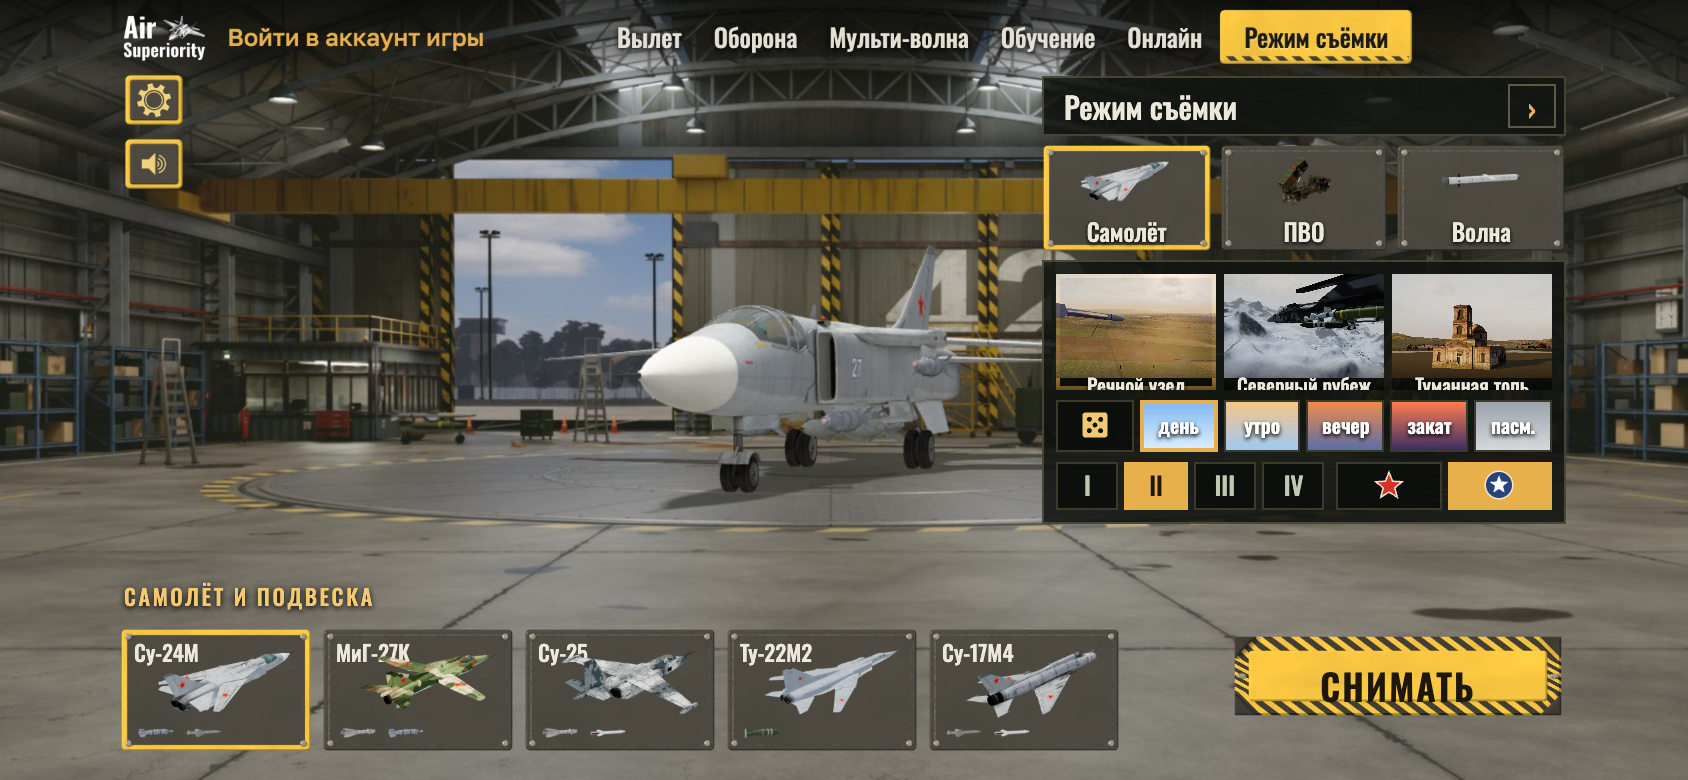 Air
Superiority
Войти в аккаунт игры
Вылет
Оборона
Мульти-волна
Обучение
Онлайн
Режим съёмки
Режим съёмки
Самолёт
ПВО
Волна
Речной узел
Северный рубеж
Туманная топь
день
утро
вечер
закат
пасм.
I
II
III
IV
27
12
САМОЛЁТ И ПОДВЕСКА
Су-24М
МиГ-27К
Су-25
Ту-22М2
Су-17М4
СНИМАТЬ